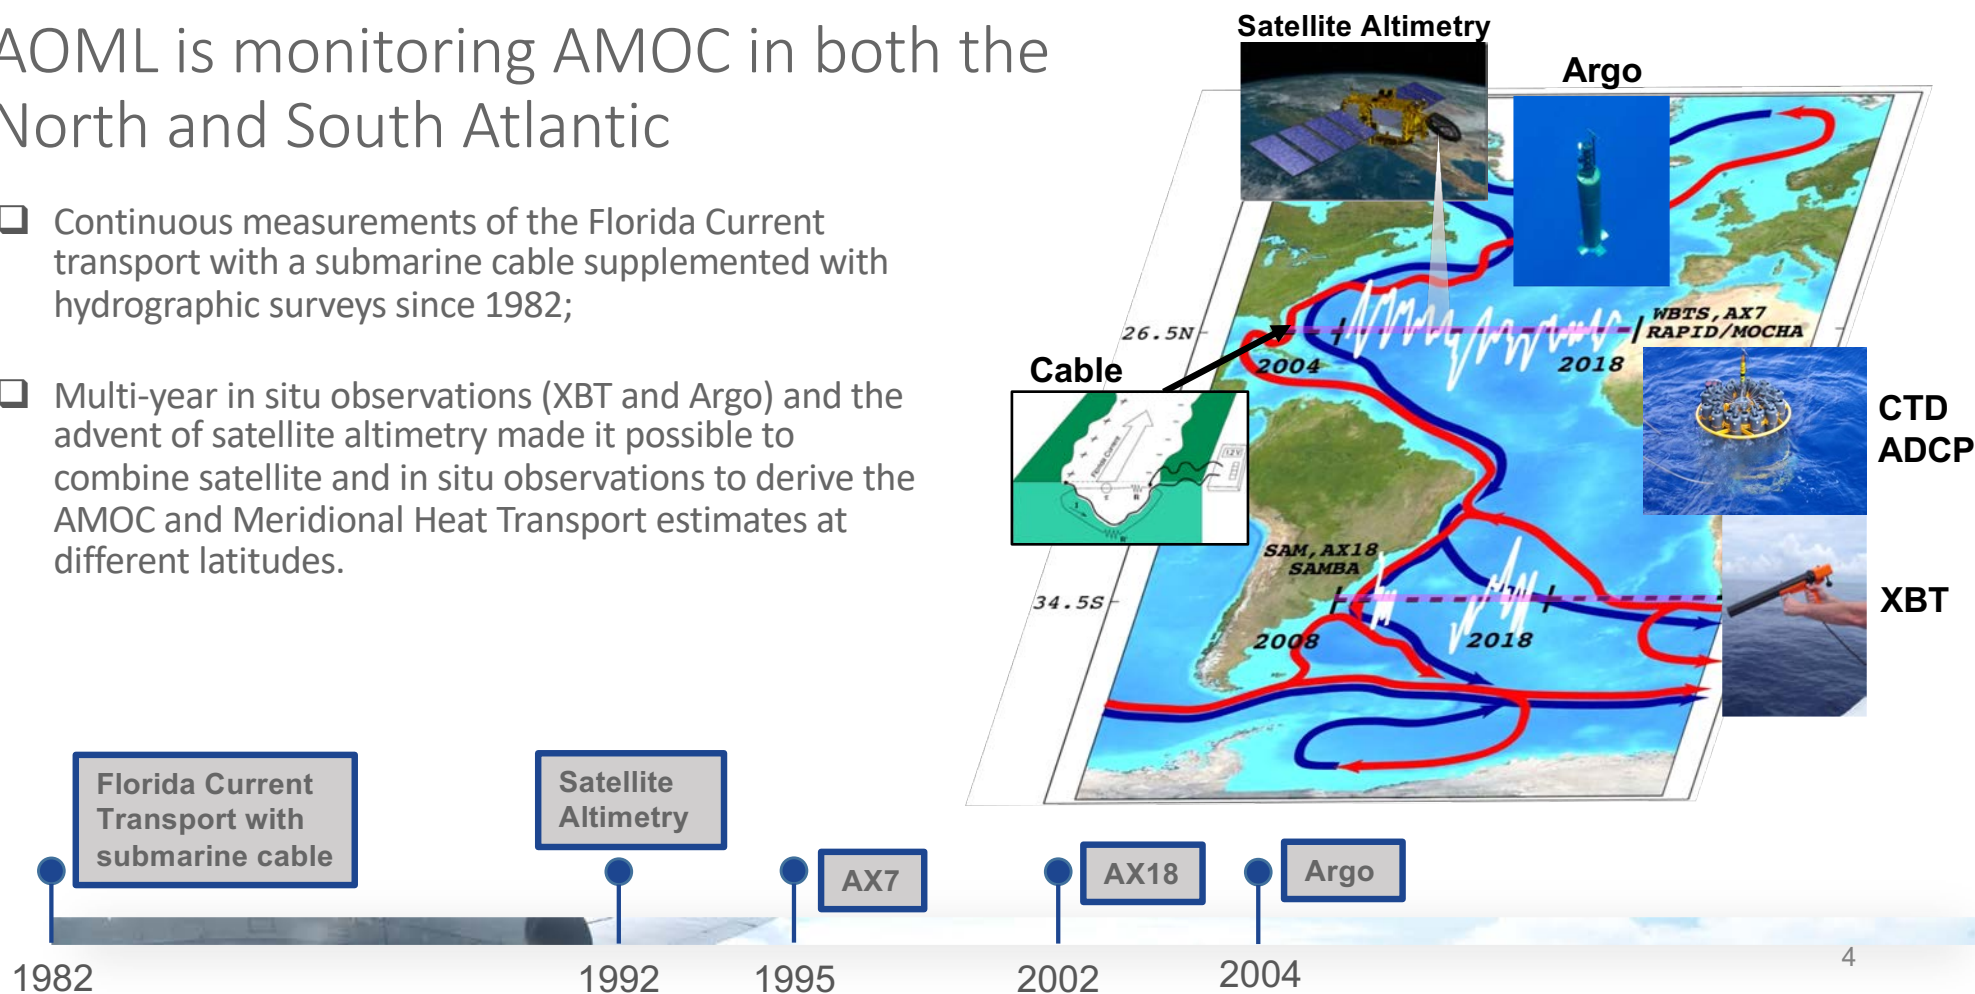 AOML is monitoring AMOC in both the
North and South Atlantic
Continuous measurements of the Florida Current
transport with a submarine cable supplemented with
hydrographic surveys since 1982;
Multi-year in situ observations (XBT and Argo) and the
advent of satellite altimetry made it possible to
combine satellite and in situ observations to derive the
AMOC and Meridional Heat Transport estimates at
different latitudes.
Satellite Altimetry
Argo
26.5N
WBTS,AX7
RAPID/MOCHA
2004
2018
Cable
Florida Current
CTD
ADCP
SAM,AX18
SAMBA
34.5S
2008
2018
XBT
Florida Current
Transport with
submarine cable
Satellite
Altimetry
AX7
AX18
Argo
1982
1992
1995
2002
2004
4